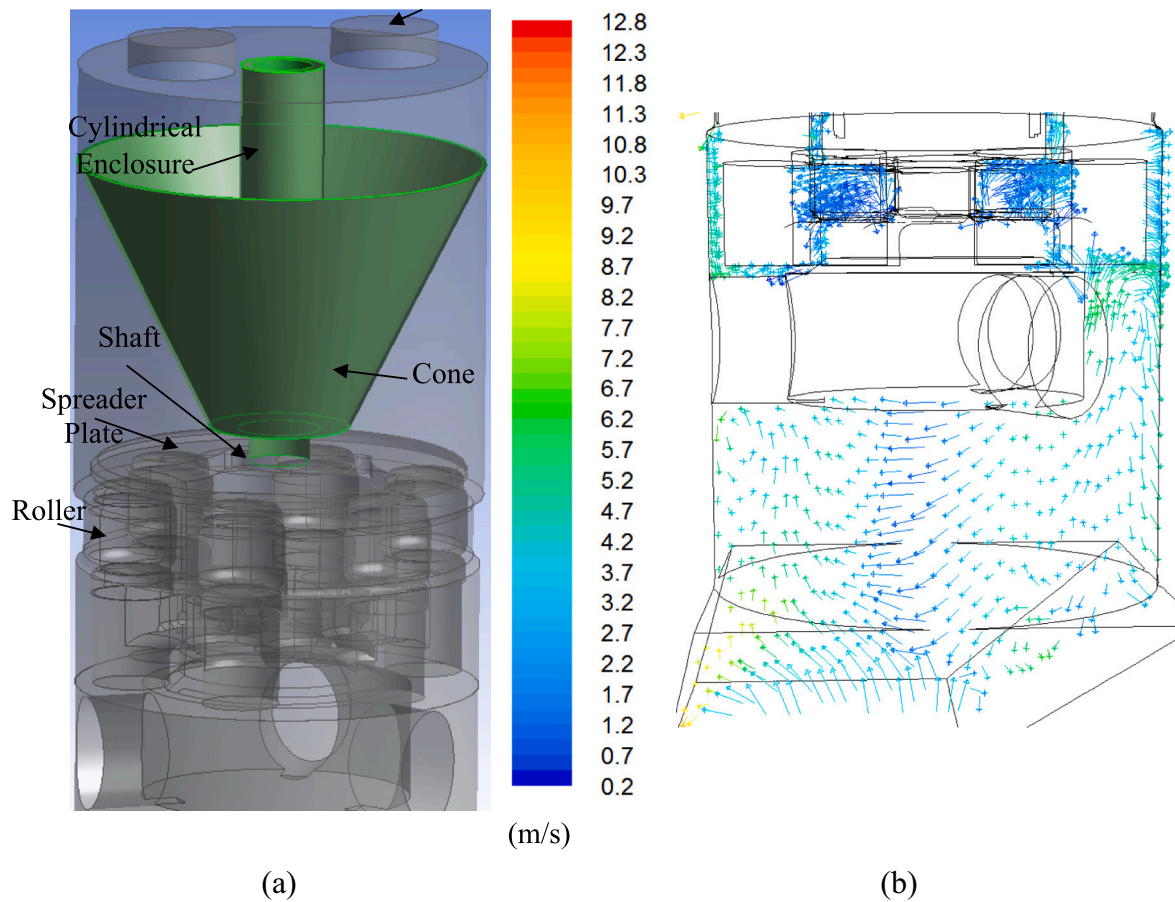 Cylindrical
Enclosure
Shaft
Cone
Spreader
Plate
Roller
12.8
12.3
11.8
11.3
10.8
10.3
9.7
9.2
8.7
8.2
7.7
7.2
6.7
6.2
5.7
5.2
4.7
4.2
3.7
3.2
2.7
2.2
1.7
1.2
0.7
0.2
(m/s)
(a)
(b)